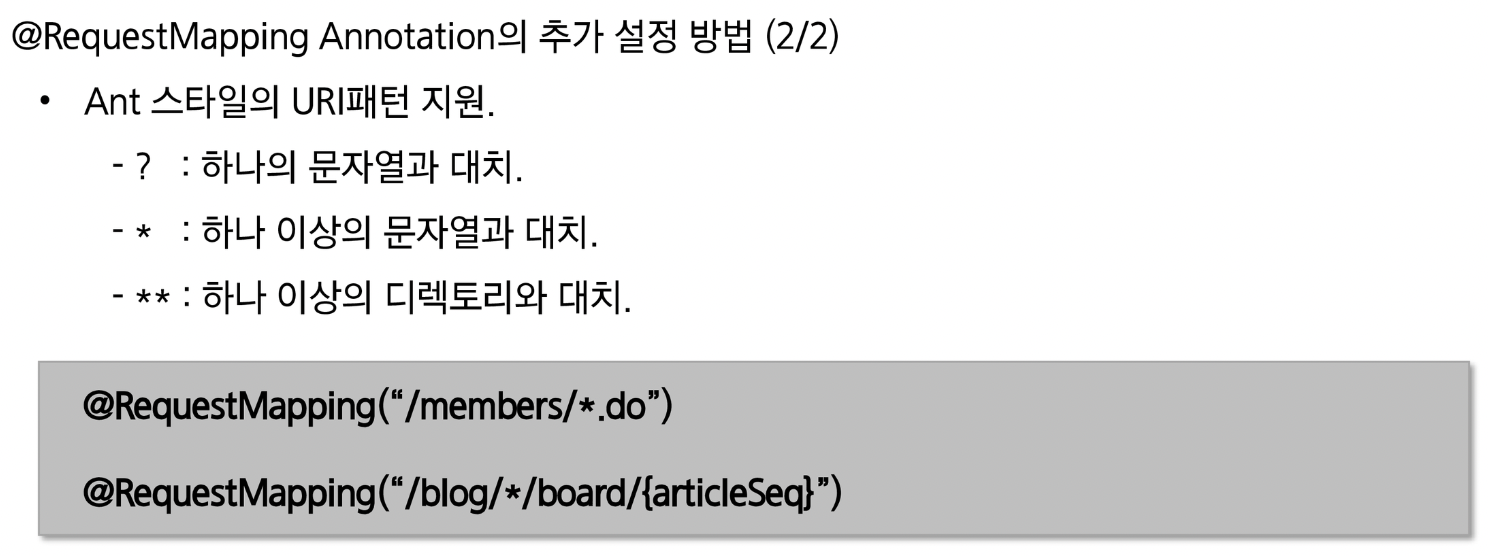 @RequestMapping Annotation의 추가 설정 방법 (2/2)
• Ant 스타일의 URI패턴 지원.
- ? : 하나의 문자열과 대치.
- * : 하나 이상의 문자열과 대치.
- ** : 하나 이상의 디렉토리와 대치.
@RequestMapping(“/members/*.do”)
@RequestMapping(“/blog/*/board/{articleSeq}”)